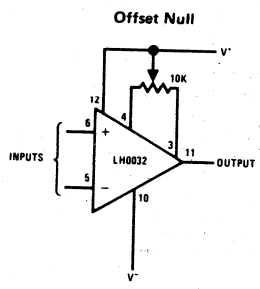 Offset Null
V+
10K
12
4
6
+
3
11
INPUTS
LH0032
OUTPUT
5
−
10
V−